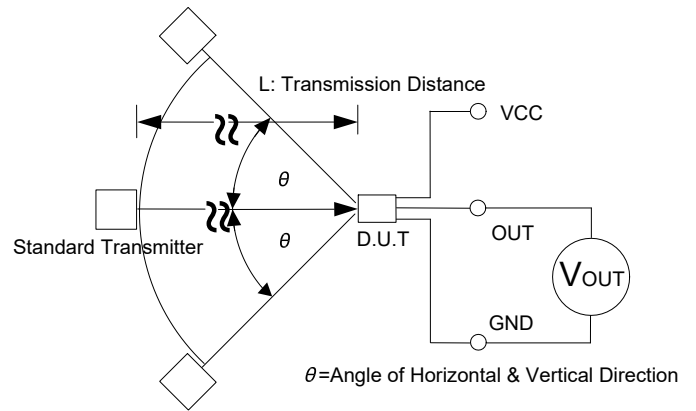 L: Transmission Distance
VCC
θ
Standard Transmitter
θ
D.U.T
OUT
VOUT
GND
θ=Angle of Horizontal & Vertical Direction